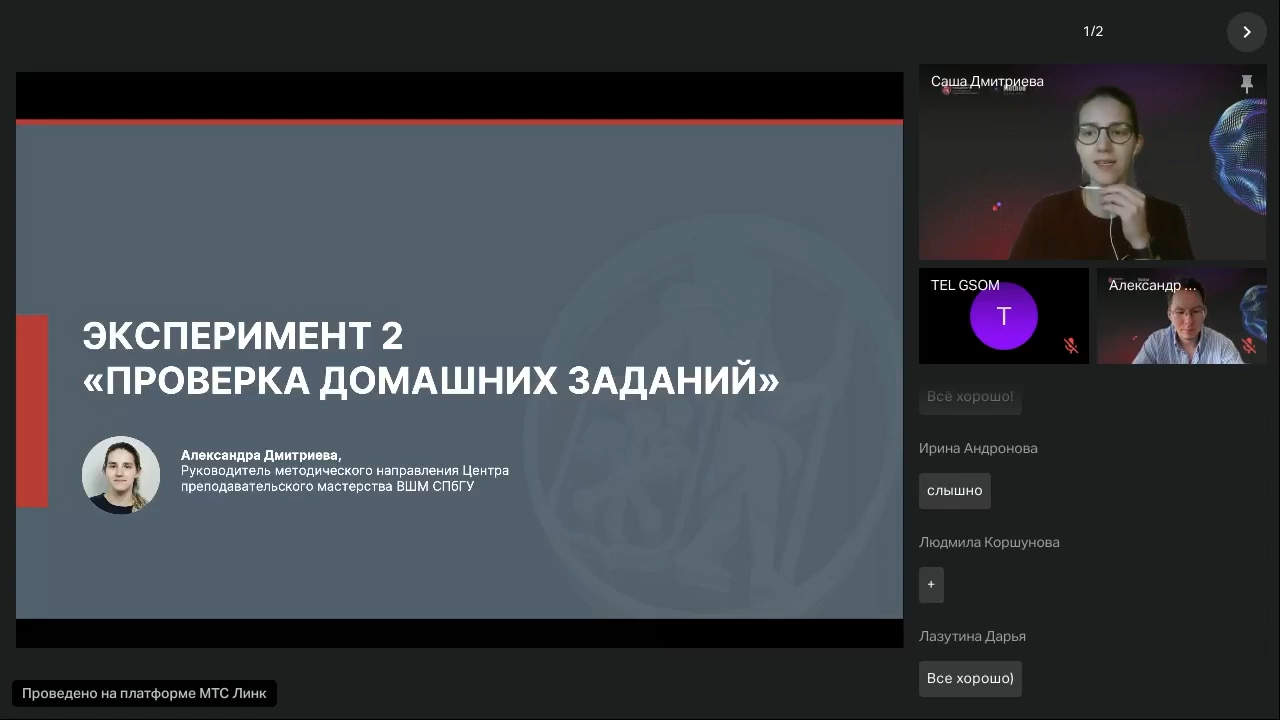 1/2
ЭКСПЕРИМЕНТ 2
«ПРОВЕРКА ДОМАШНИХ ЗАДАНИЙ»
Александра Дмитриева,
Руководитель методического направления Центра
преподавательского мастерства ВШМ СПбГУ
Саша Дмитриева
TEL GSOM
T
Александр ...
Всё хорошо!
Ирина Андронова
слышно
Людмила Коршунова
+
Лазутина Дарья
Все хорошо)
Проведено на платформе МТС Линк